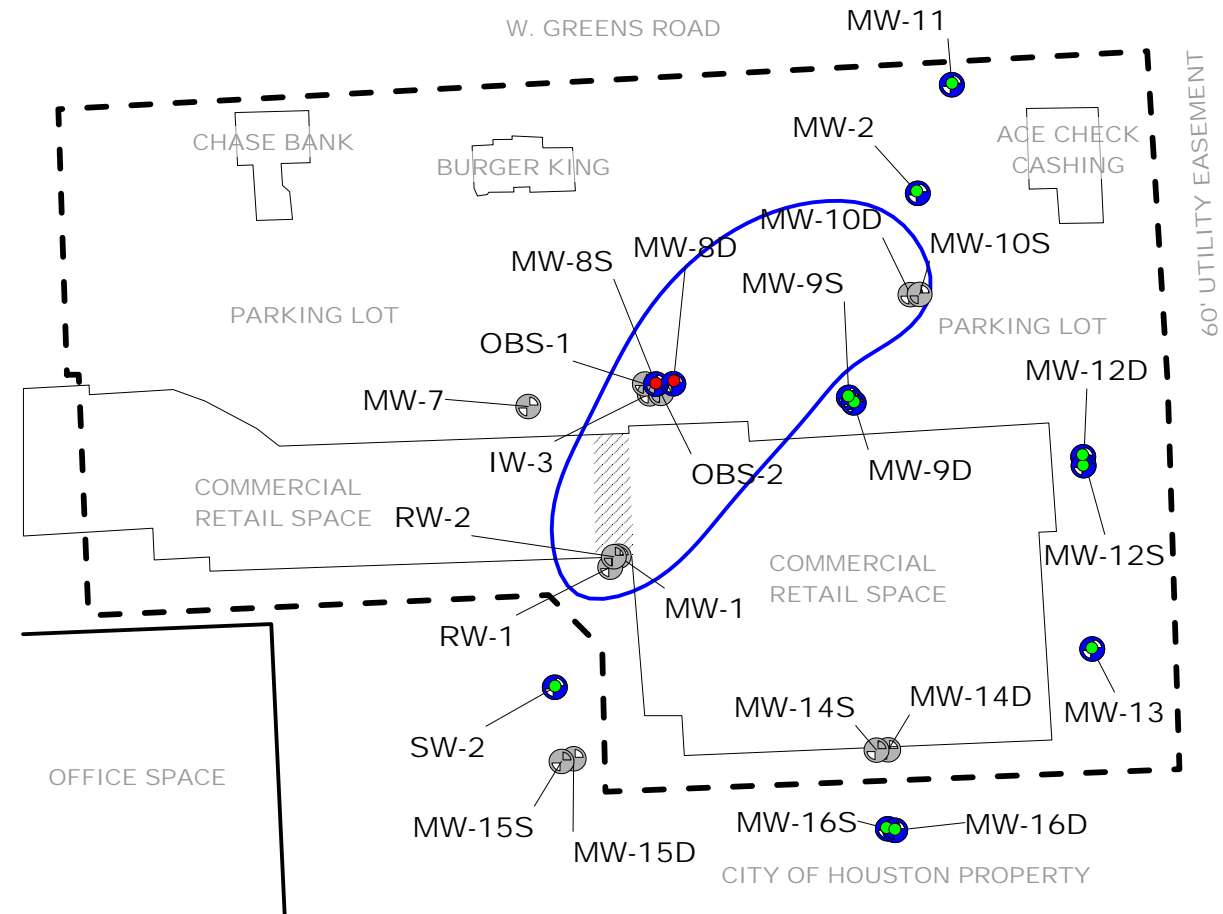 W. GREENS ROAD
MW-11
60' UTILITY EASEMENT
CHASE BANK
BURGER KING
MW-2
ACE CHECK
CASHING
MW-10D
MW-10S
MW-8D
MW-8S
MW-9S
PARKING LOT
PARKING LOT
OBS-1
MW-7
MW-12D
IW-3
OBS-2
MW-9D
COMMERCIAL
RETAIL SPACE
RW-2
MW-12S
COMMERCIAL
RETAIL SPACE
MW-1
RW-1
MW-14S
MW-14D
MW-13
SW-2
OFFICE SPACE
MW-15S
MW-15D
MW-16S
MW-16D
CITY OF HOUSTON PROPERTY